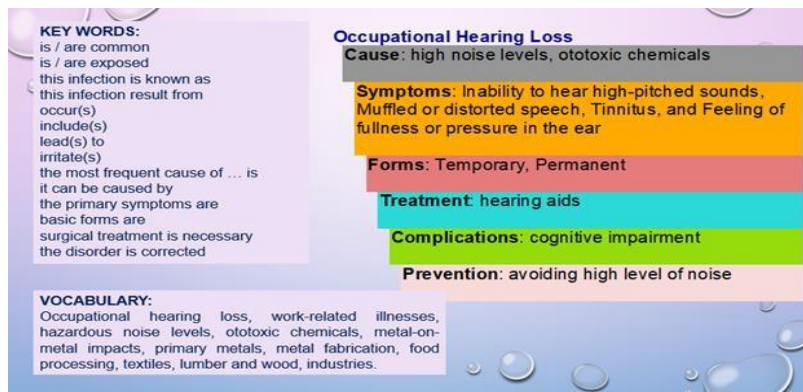 KEY WORDS:
is / are common
is / are exposed
this infection is known as
this infection result from
occur(s)
include(s)
lead(s) to
irritate(s)
the most frequent cause of … is
it can be caused by
the primary symptoms are
basic forms are
surgical treatment is necessary
the disorder is corrected
Occupational Hearing Loss
Cause: high noise levels, ototoxic chemicals
Symptoms: Inability to hear high-pitched sounds,
Muffled or distorted speech, Tinnitus, and Feeling of
fullness or pressure in the ear
Forms: Temporary, Permanent
Treatment: hearing aids
Complications: cognitive impairment
Prevention: avoiding high level of noise
VOCABULARY:
Occupational hearing loss, work-related illnesses,
hazardous noise levels, ototoxic chemicals, metal-on-
metal impacts, primary metals, metal fabrication, food
processing, textiles, lumber and wood, industries.